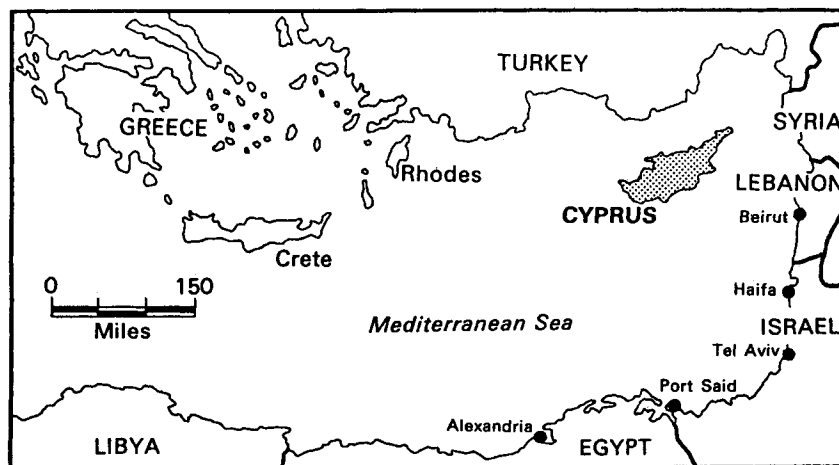 TURKEY
GREECE
SYRIA
Rhodes
LEBANON
CYPRUS
Beirut
Crete
0 150
Miles
Haifa
Mediterranean Sea
ISRAEL
Tel Aviv
Port Said
Alexandria
LIBYA
EGYPT